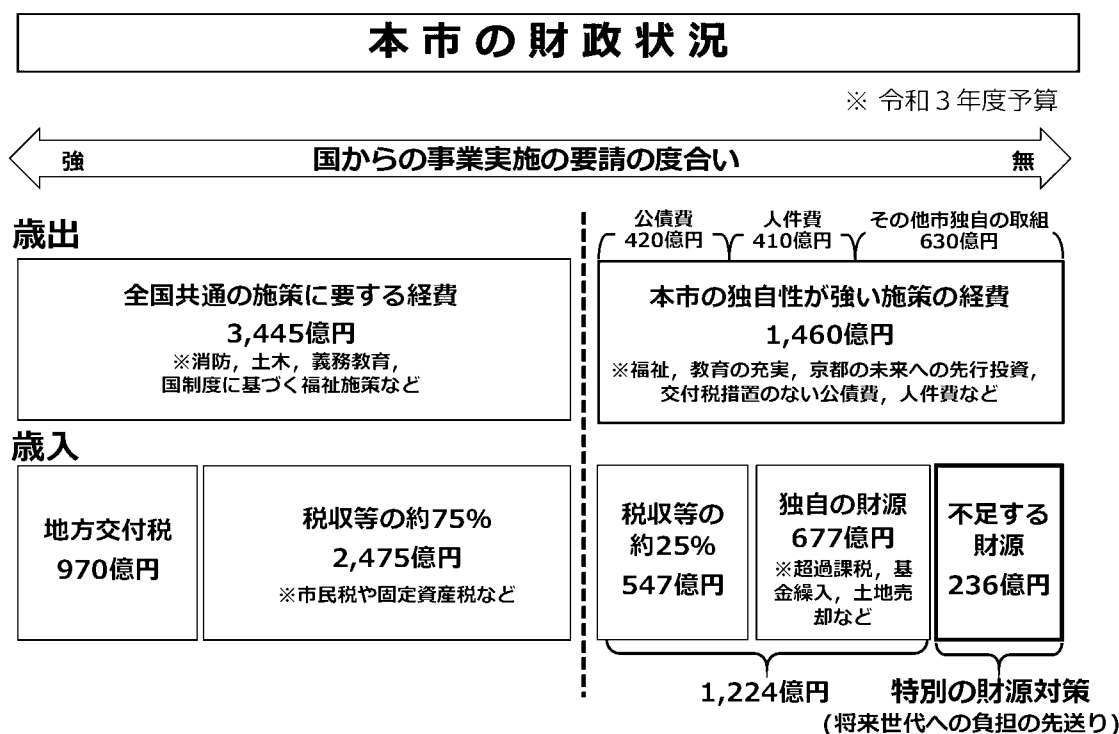 本市の財政状況
※ 令和３年度予算
強
国からの事業実施の要請の度合い
無
歳出
公債費
420億円
人件費
410億円
その他市独自の取組
630億円
全国共通の施策に要する経費
3,445億円
※消防，土木，義務教育，
国制度に基づく福祉施策など
本市の独自性が強い施策の経費
1,460億円
※福祉，教育の充実，京都の未来への先行投資，
交付税措置のない公債費，人件費など
歳入
地方交付税
970億円
税収等の約75%
2,475億円
※市民税や固定資産税など
税収等の
約25%
547億円
独自の財源
677億円
※超過課税，基
金繰入，土地売
却など
不足する
財源
236億円
1,224億円
特別の財源対策
(将来世代への負担の先送り)